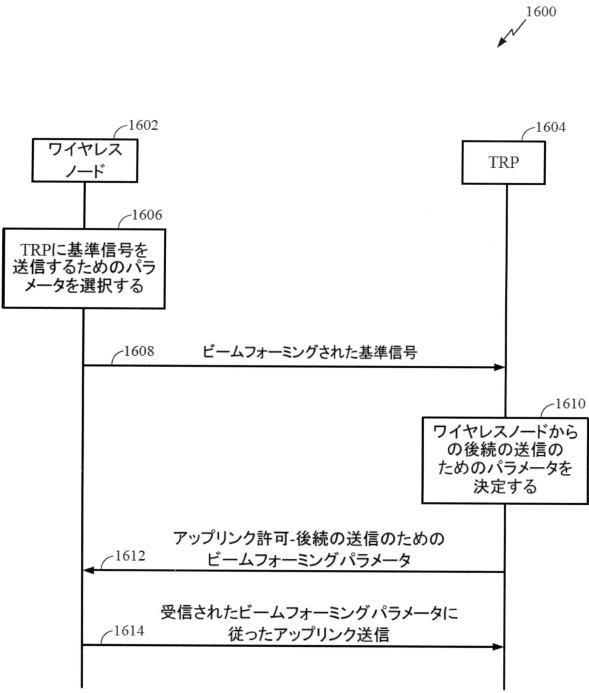 1600
1602
ワイヤレス
ノード
1604
TRP
1606
TRPに基準信号を
送信するためのパラ
メータを選択する
1608
ビームフォーミングされた基準信号
1610
ワイヤレスノードから
の後続の送信の
ためのパラメータを
決定する
アップリンク許可-後続の送信のための
ビームフォーミングパラメータ
1612
受信されたビームフォーミングパラメータに
従ったアップリンク送信
1614